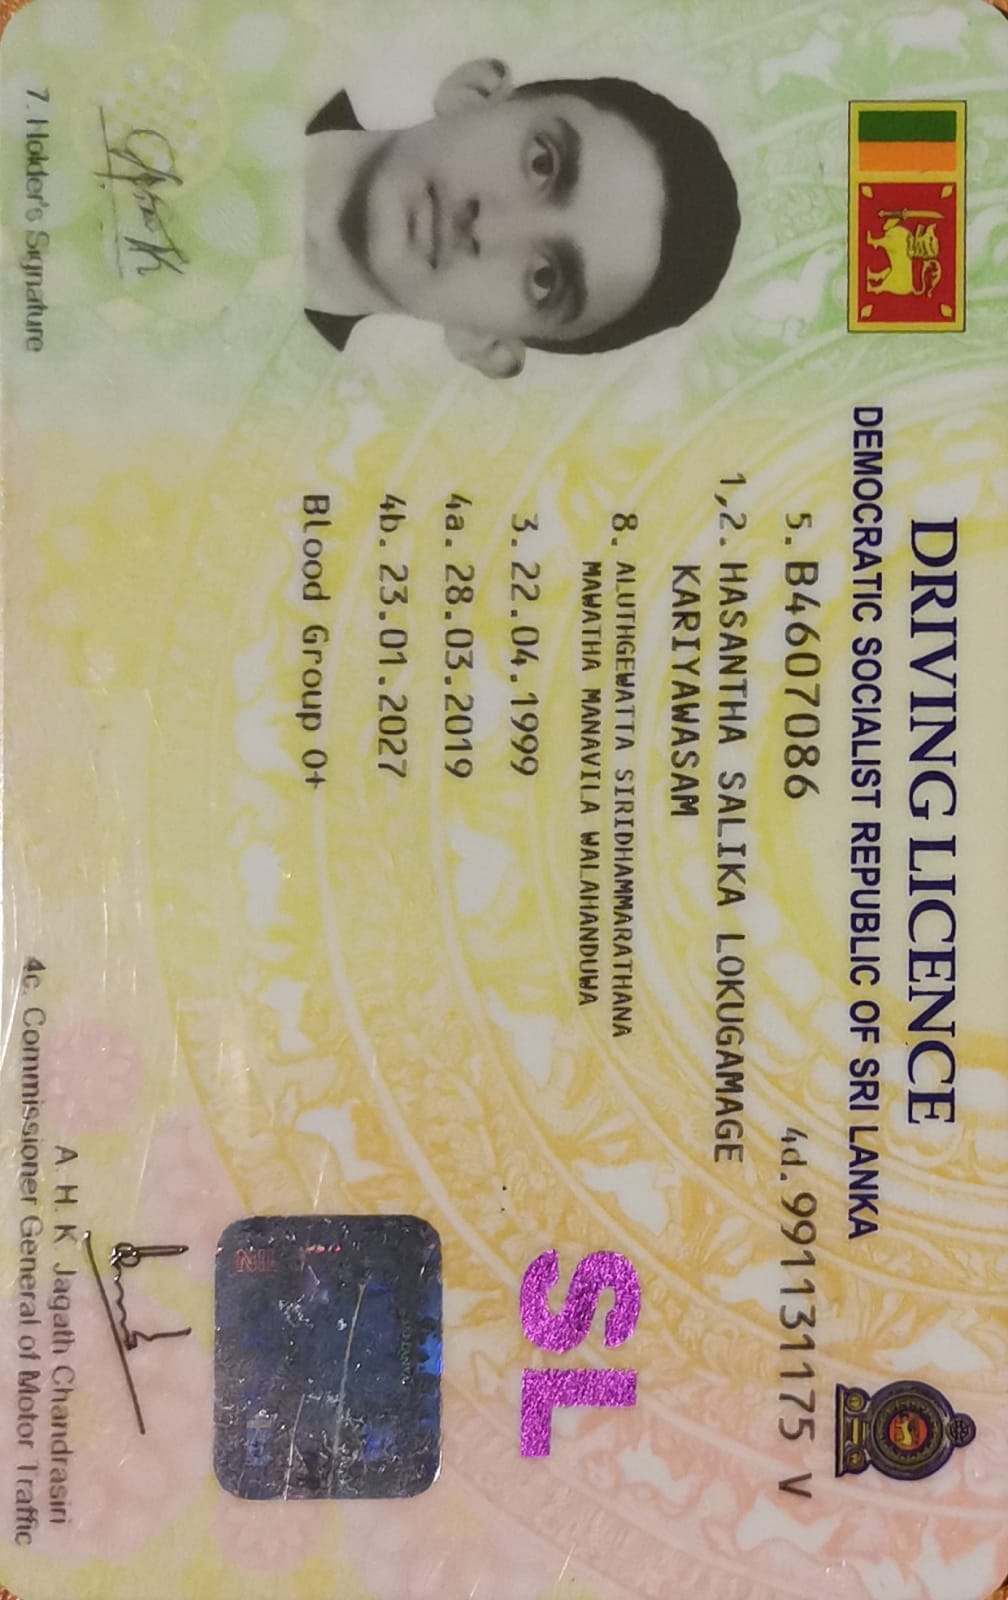 DRIVING LICENCE
DEMOCRATIC SOCIALIST REPUBLIC OF SRI LANKA
5. B4607086 4d. 991131175 V
1,2. HASANTHA SALIKA LOKUGAMAGE
KARIYAWASAM
8. ALUTHGEWATTA SIRIDHAMMARATHANA
MAWATHA MANAVILA WALAHANDUWA
3. 22.04.1999
4a. 28.03.2019
4b. 23.01.2027
Blood Group O+
SL
7. Holder's Signature
A. H. K. Jagath Chandrasiri
4c. Commissioner General of Motor Traffic